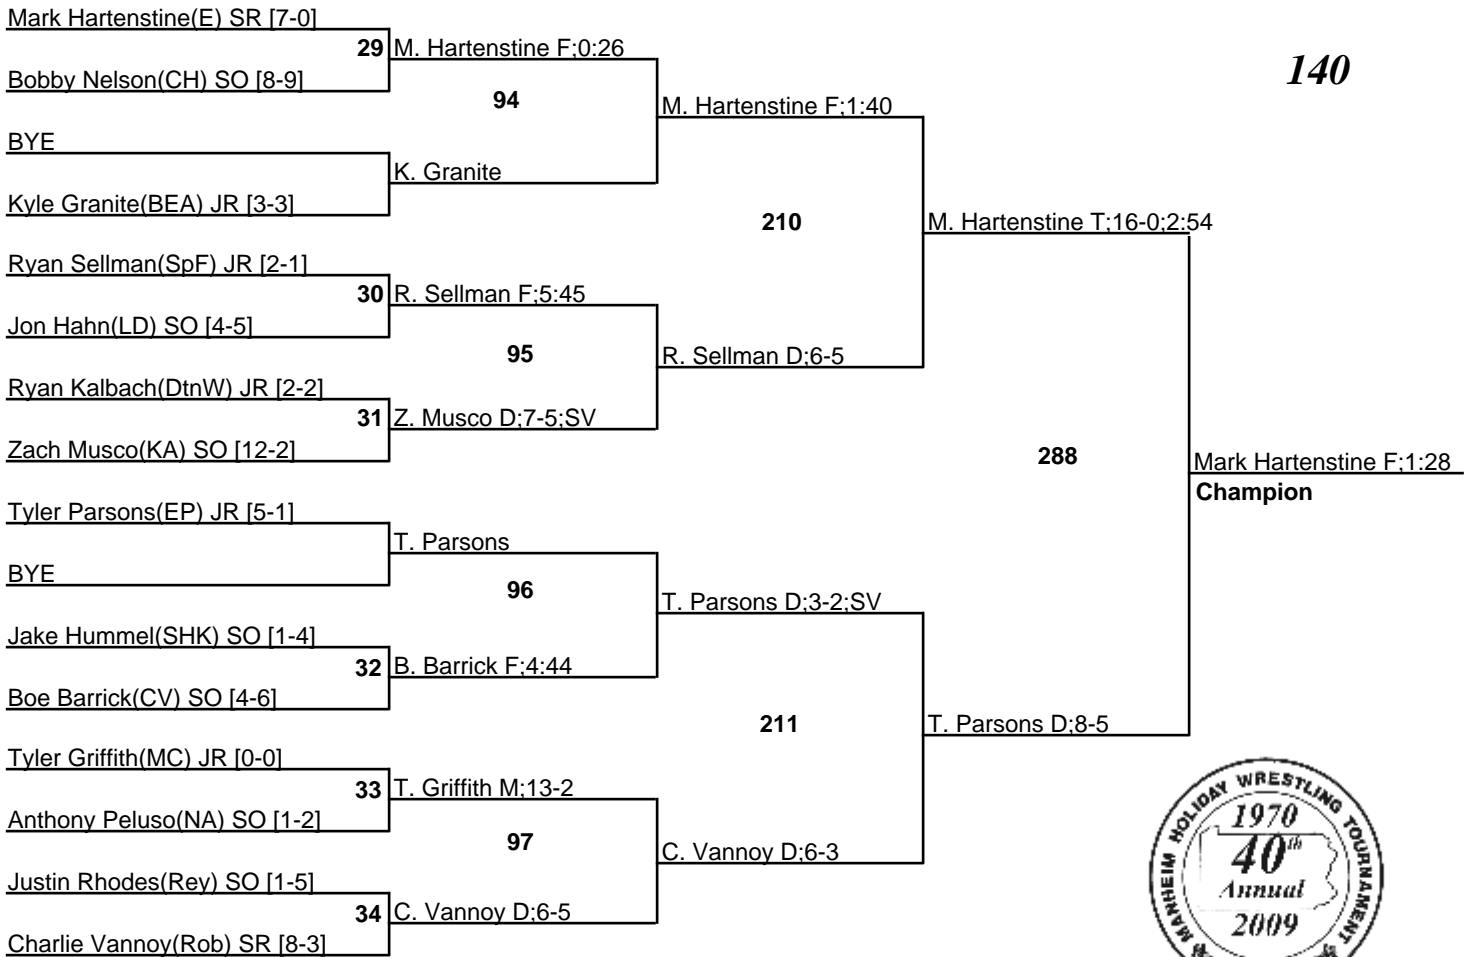 Mark Hartenstine(E) SR [7-0]
29 M. Hartenstine F;0:26
Bobby Nelson(CH) SO [8-9]
94
M. Hartenstine F;1:40
BYE
K. Granite
Kyle Granite(BEA) JR [3-3]
210
M. Hartenstine T;16-0;2:54
Ryan Sellman(SpF) JR [2-1]
30 R. Sellman F;5:45
Jon Hahn(LD) SO [4-5]
95
R. Sellman D;6-5
Ryan Kalbach(DtnW) JR [2-2]
31 Z. Musco D;7-5;SV
Zach Musco(KA) SO [12-2]
288
Mark Hartenstine F;1:28
Champion
Tyler Parsons(EP) JR [5-1]
T. Parsons
BYE
96
T. Parsons D;3-2;SV
Jake Hummel(SHK) SO [1-4]
32 B. Barrick F;4:44
Boe Barrick(CV) SO [4-6]
211
T. Parsons D;8-5
Tyler Griffith(MC) JR [0-0]
33 T. Griffith M;13-2
Anthony Peluso(NA) SO [1-2]
97
C. Vannoy D;6-3
Justin Rhodes(Rey) SO [1-5]
34 C. Vannoy D;6-5
Charlie Vannoy(Rob) SR [8-3]
140
MANHEIM HOLIDAY WRESTLING TOURNAMENT
1970
40th
Annual
2009